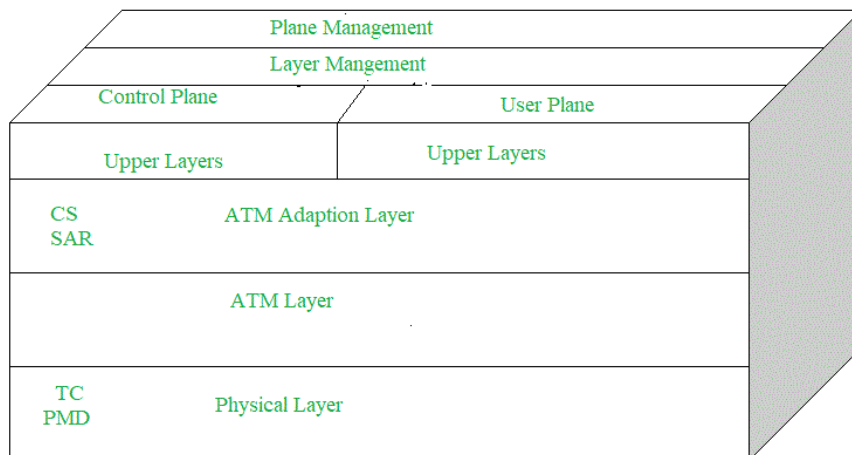 Plane Management
Layer Mangement
Control Plane
User Plane
Upper Layers
Upper Layers
CS
SAR
ATM Adaption Layer
ATM Layer
TC
PMD
Physical Layer